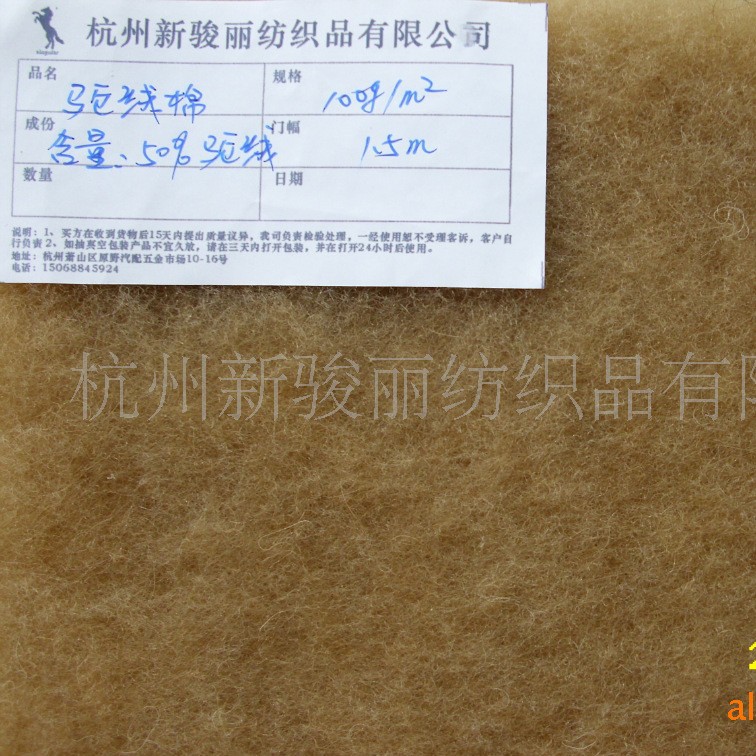 杭州新骏丽纺织品有限公司
品名 驼绒棉 规格 100g/m²
成份 含量:50%驼绒 门幅 1.5m
数量 日期
说明:1、买方在收到货物后15天内提出质量议异,我司负责检验处理,一经使用恕不受理客诉,客户自
行负责2、如抽真空包装产品不宜久放,请在三天内打开包装,并在打开24小时后使用。
地址:杭州萧山区原野汽配五金市场10-16号
电话:15068845924
杭州新骏丽纺织品有限
2
al